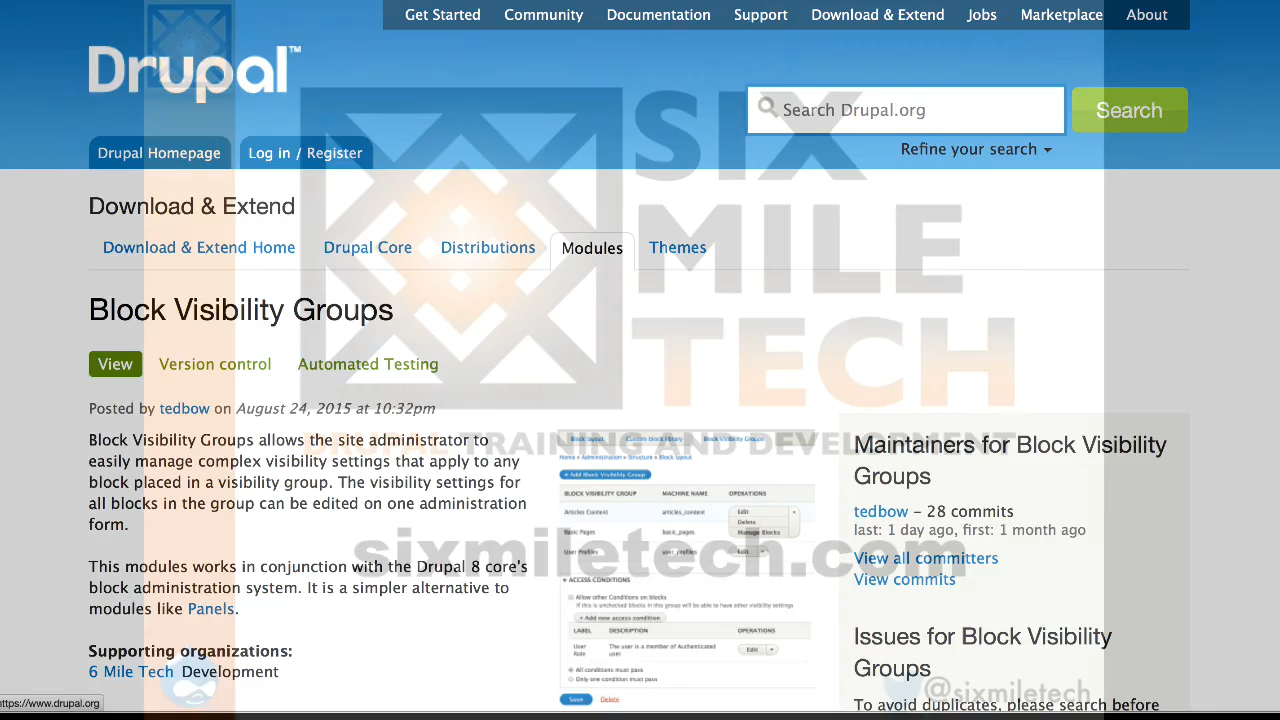 Get Started Community Documentation Support Download & Extend Jobs Marketplace About
Drupal™
Search Drupal.org
Search
Refine your search
Drupal Homepage
Log in / Register
SIX
MILE
TECH
TRAINING AND DEVELOPMENT
Download & Extend
Download & Extend Home Drupal Core Distributions Modules Themes
Block Visibility Groups
View Version control Automated Testing
Posted by tedbow on August 24, 2015 at 10:32pm
Block Visibility Groups allows the site administrator to
easily manage complex visibility settings that apply to any
block placed in a visibility group. The visibility settings for
all blocks in the group can be edited on one administration
form.
This modules works in conjunction with the Drupal 8 core's
block administration system. It is a simpler alternative to
modules like Panels.
Supporting organizations:
6 Mile Tech Development
Block layout Custom block library Block Visibility Groups
Home » Administration » Structure » Block layout
+ Add Block Visibility Group
BLOCK VISIBILITY GROUP MACHINE NAME OPERATIONS
Articles Content articles_content Edit
Delete
Basic Pages basic_pages Manage Blocks
User Profiles user_profiles Edit
ACCESS CONDITIONS
Allow other Conditions on blocks
If this is unchecked blocks in this group will be able to have other visibility settings
+ Add new access condition
LABEL DESCRIPTION OPERATIONS
User Role The user is a member of Authenticated user Edit
All conditions must pass
Only one condition must pass
Save Delete
Maintainers for Block Visibility
Groups
tedbow – 28 commits
last: 1 day ago, first: 1 month ago
View all committers
View commits
Issues for Block Visibility
Groups
To avoid duplicates, please search before